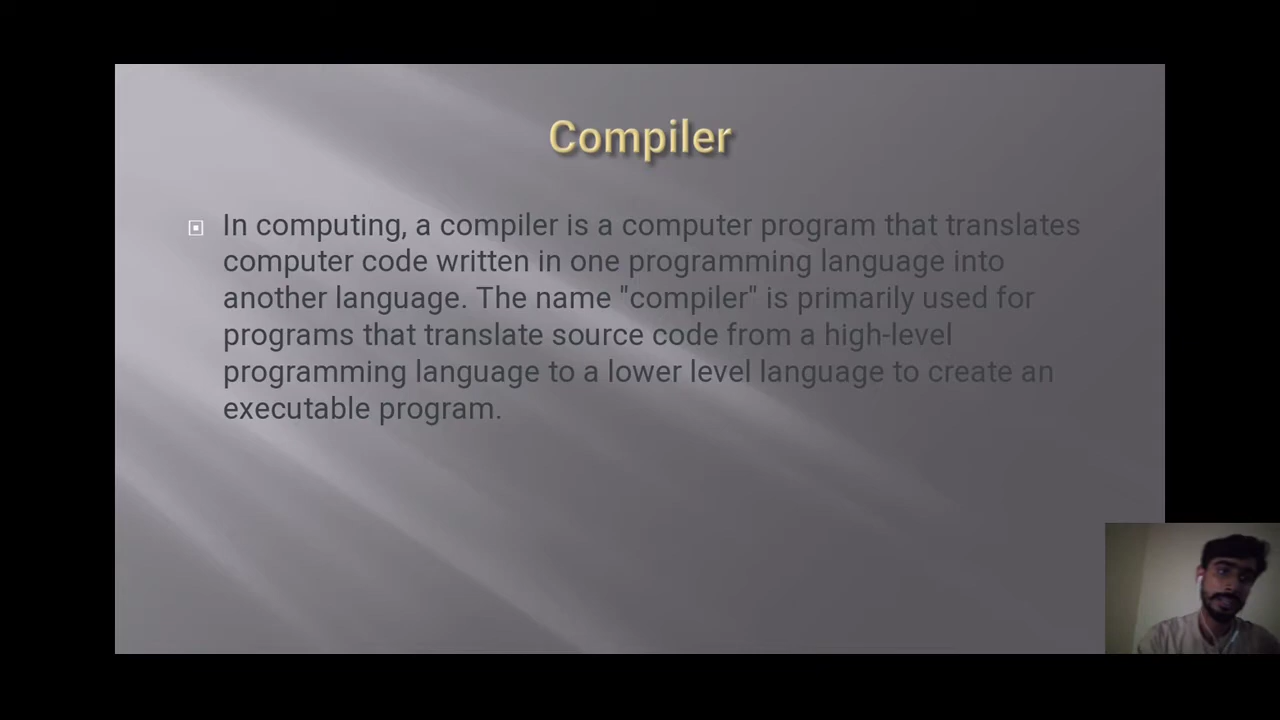 Compiler
In computing, a compiler is a computer program that translates
computer code written in one programming language into
another language. The name "compiler" is primarily used for
programs that translate source code from a high-level
programming language to a lower level language to create an
executable program.